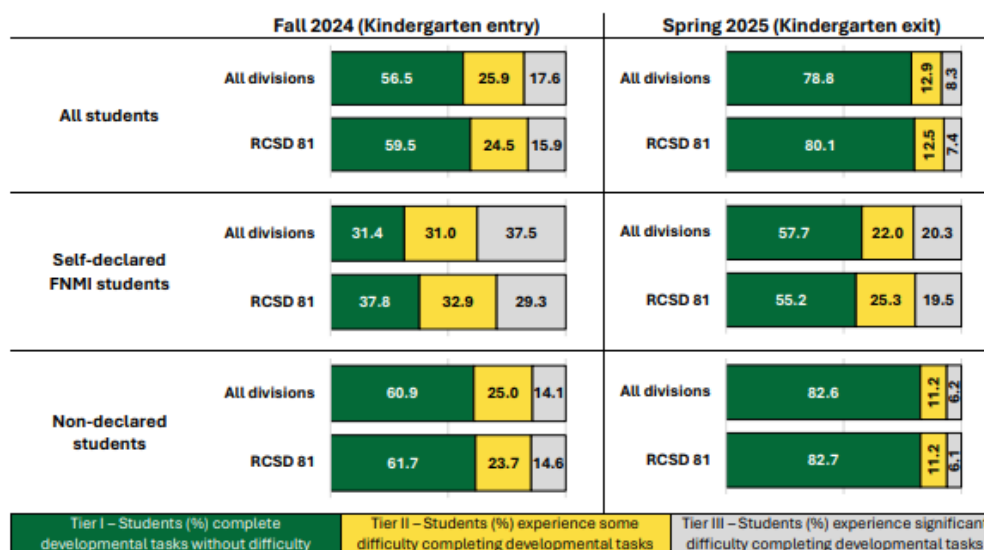 Fall 2024 (Kindergarten entry) Spring 2025 (Kindergarten exit)
All students
All divisions 56.5 25.9 17.6 All divisions 78.8 12.9 8.3
RCSD 81 59.5 24.5 15.9 RCSD 81 80.1 12.5 7.4
Self-declared
FNMI students
All divisions 31.4 31.0 37.5 All divisions 57.7 22.0 20.3
RCSD 81 37.8 32.9 29.3 RCSD 81 55.2 25.3 19.5
Non-declared
students
All divisions 60.9 25.0 14.1 All divisions 82.6 11.2 6.2
RCSD 81 61.7 23.7 14.6 RCSD 81 82.7 11.2 6.1
Tier I – Students (%) complete
developmental tasks without difficulty
Tier II – Students (%) experience some
difficulty completing developmental tasks
Tier III – Students (%) experience significant
difficulty completing developmental tasks